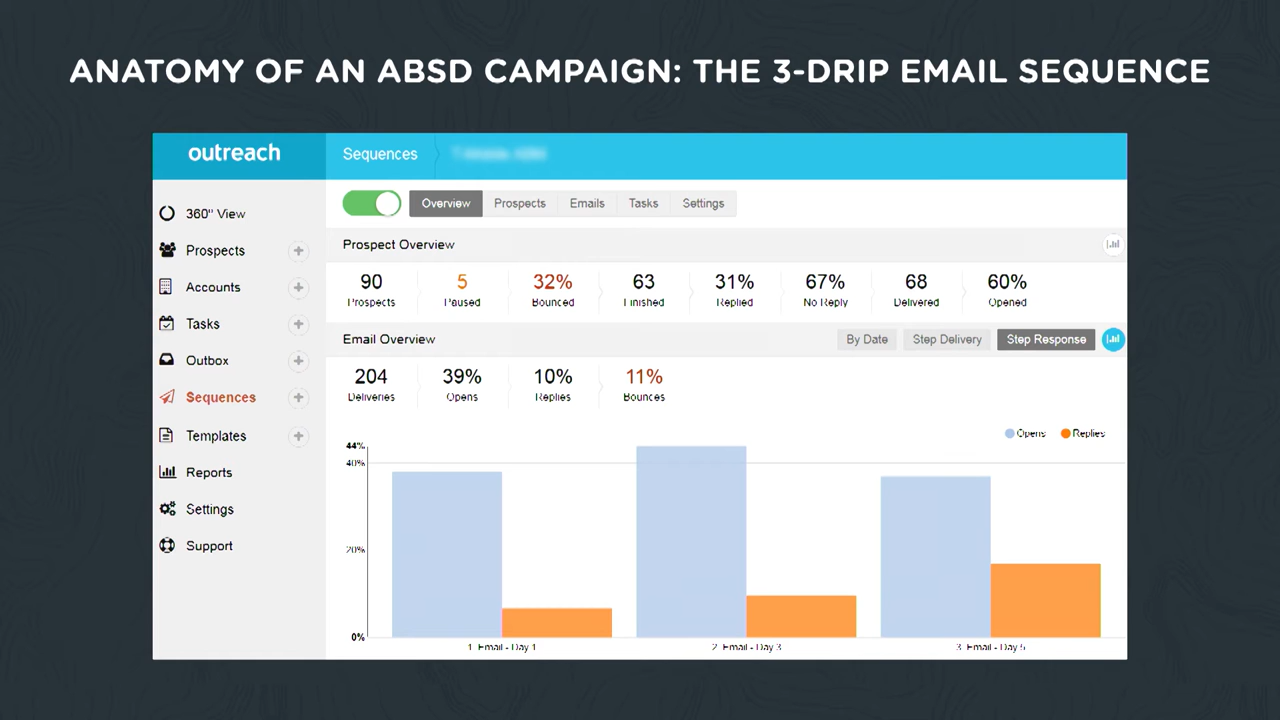 ANATOMY OF AN ABSD CAMPAIGN: THE 3-DRIP EMAIL SEQUENCE
outreach
Sequences
360° View
Prospects
Accounts
Tasks
Outbox
Sequences
Templates
Reports
Settings
Support
Overview Prospects Emails Tasks Settings
Prospect Overview
90 5 32% 63 31% 67% 68 60%
Prospects Paused Bounced Finished Replied No Reply Delivered Opened
Email Overview By Date Step Delivery Step Response
204 39% 10% 11%
Deliveries Opens Replies Bounces
Opens Replies
44%
40%
20%
0%
1. Email - Day 1 2. Email - Day 3 3. Email - Day 5